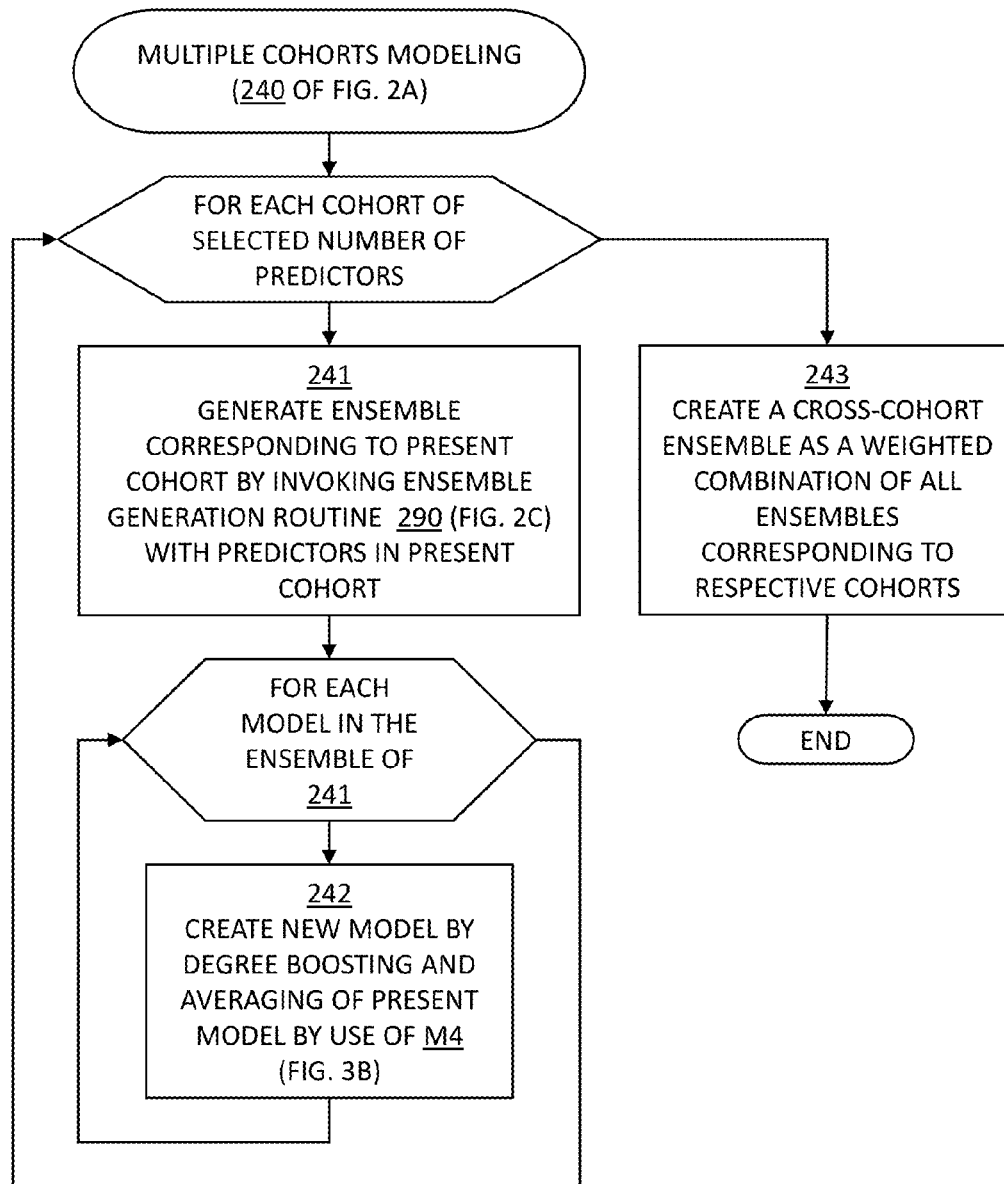 MULTIPLE COHORTS MODELING
(240 OF FIG. 2A)
FOR EACH COHORT OF
SELECTED NUMBER OF
PREDICTORS
241
GENERATE ENSEMBLE
CORRESPONDING TO PRESENT
COHORT BY INVOKING ENSEMBLE
GENERATION ROUTINE 290 (FIG. 2C)
WITH PREDICTORS IN PRESENT
COHORT
243
CREATE A CROSS-COHORT
ENSEMBLE AS A WEIGHTED
COMBINATION OF ALL
ENSEMBLES
CORRESPONDING TO
RESPECTIVE COHORTS
FOR EACH
MODEL IN THE
ENSEMBLE OF
241
END
242
CREATE NEW MODEL BY
DEGREE BOOSTING AND
AVERAGING OF PRESENT
MODEL BY USE OF M4
(FIG. 3B)